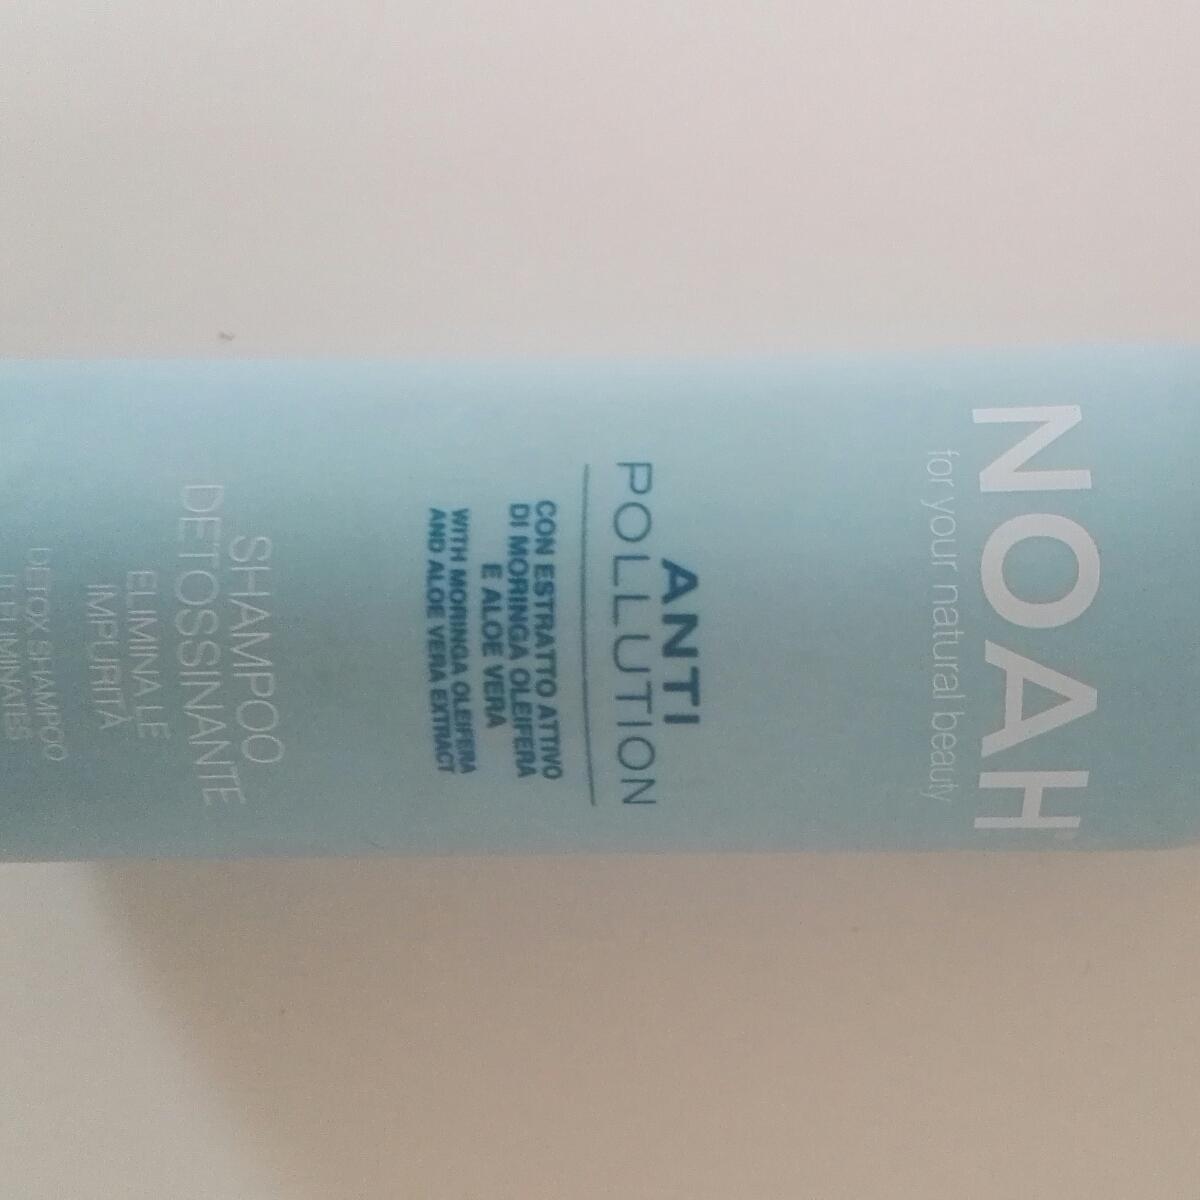 NOAH
for your natural beauty
ANTI
POLLUTION
CON ESTRATTO ATTIVO
DI MORINGA OLEIFERA
E ALOE VERA
WITH MORINGA OLEIFERA
AND ALOE VERA EXTRACT
SHAMPOO
DETOSSINANTE
ELIMINA LE
IMPURITÀ
DETOX SHAMPOO
ELIMINATES